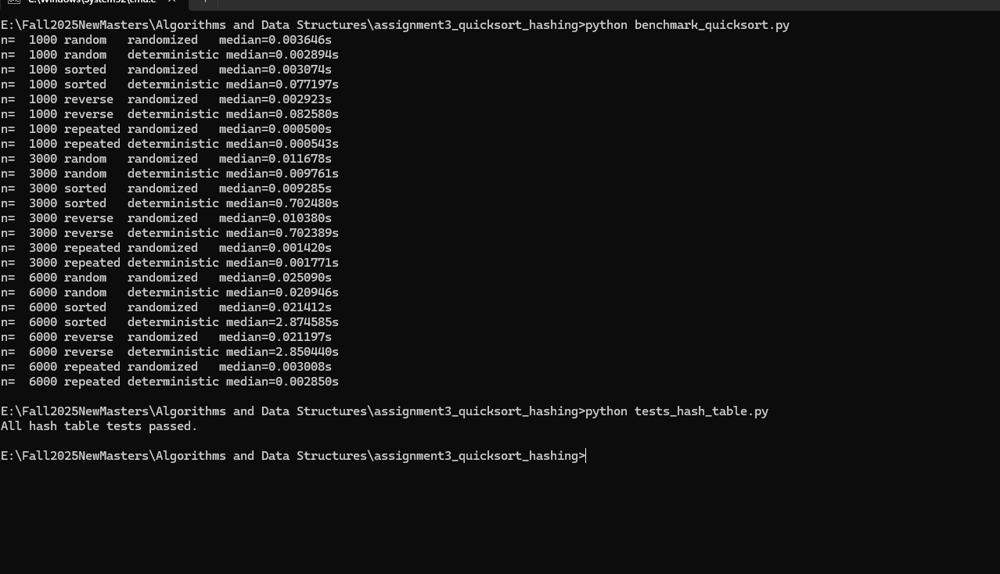 C:\Windows\System32\cmd.e
E:\Fall2025NewMasters\Algorithms and Data Structures\assignment3_quicksort_hashing>python benchmark_quicksort.py
n=  1000 random   randomized   median=0.003646s
n=  1000 random   deterministic median=0.002894s
n=  1000 sorted   randomized   median=0.003074s
n=  1000 sorted   deterministic median=0.077197s
n=  1000 reverse  randomized   median=0.002923s
n=  1000 reverse  deterministic median=0.082580s
n=  1000 repeated randomized   median=0.000500s
n=  1000 repeated deterministic median=0.000543s
n=  3000 random   randomized   median=0.011678s
n=  3000 random   deterministic median=0.009761s
n=  3000 sorted   randomized   median=0.009285s
n=  3000 sorted   deterministic median=0.702480s
n=  3000 reverse  randomized   median=0.010380s
n=  3000 reverse  deterministic median=0.702389s
n=  3000 repeated randomized   median=0.001420s
n=  3000 repeated deterministic median=0.001771s
n=  6000 random   randomized   median=0.025090s
n=  6000 random   deterministic median=0.020946s
n=  6000 sorted   randomized   median=0.021412s
n=  6000 sorted   deterministic median=2.874585s
n=  6000 reverse  randomized   median=0.021197s
n=  6000 reverse  deterministic median=2.850440s
n=  6000 repeated randomized   median=0.003008s
n=  6000 repeated deterministic median=0.002850s
E:\Fall2025NewMasters\Algorithms and Data Structures\assignment3_quicksort_hashing>python tests_hash_table.py
All hash table tests passed.
E:\Fall2025NewMasters\Algorithms and Data Structures\assignment3_quicksort_hashing>